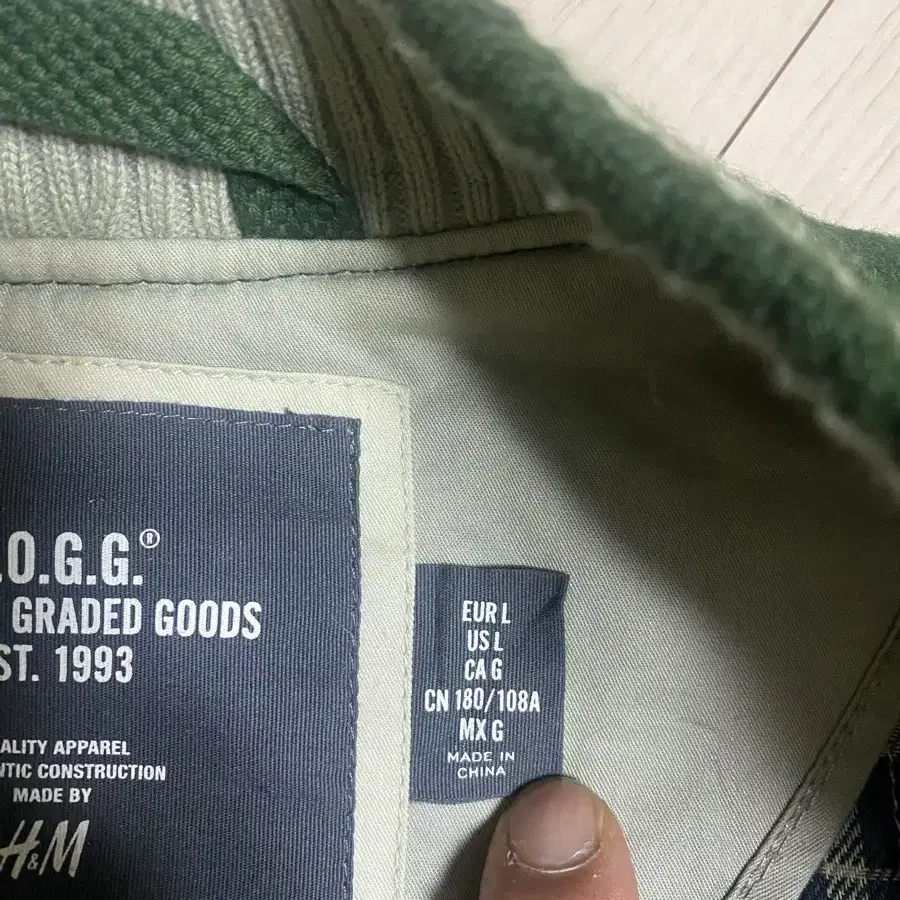 .O.G.G.®
GRADED GOODS
ST. 1993
ALITY APPAREL
NTIC CONSTRUCTION
MADE BY
H&M
EUR L
US L
CA G
CN 180/108A
MX G
MADE IN
CHINA